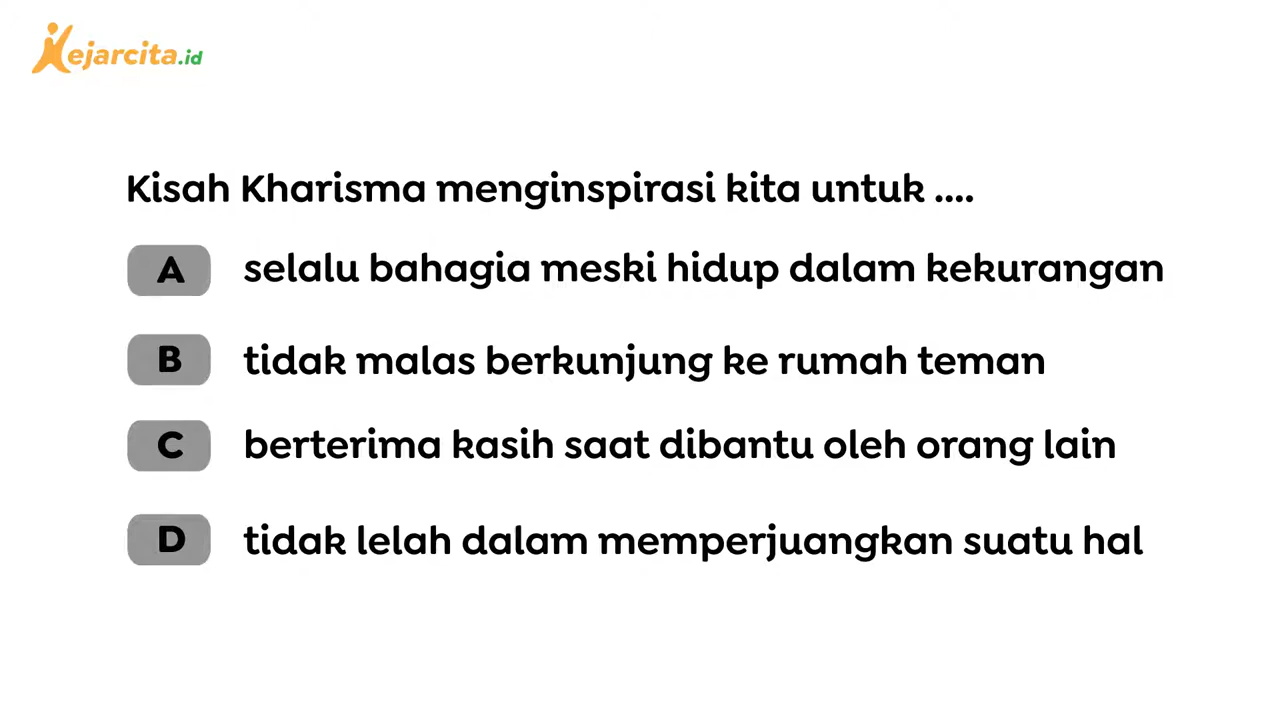 Kejarcita.id
Kisah Kharisma menginspirasi kita untuk ....
A selalu bahagia meski hidup dalam kekurangan
B tidak malas berkunjung ke rumah teman
C berterima kasih saat dibantu oleh orang lain
D tidak lelah dalam memperjuangkan suatu hal